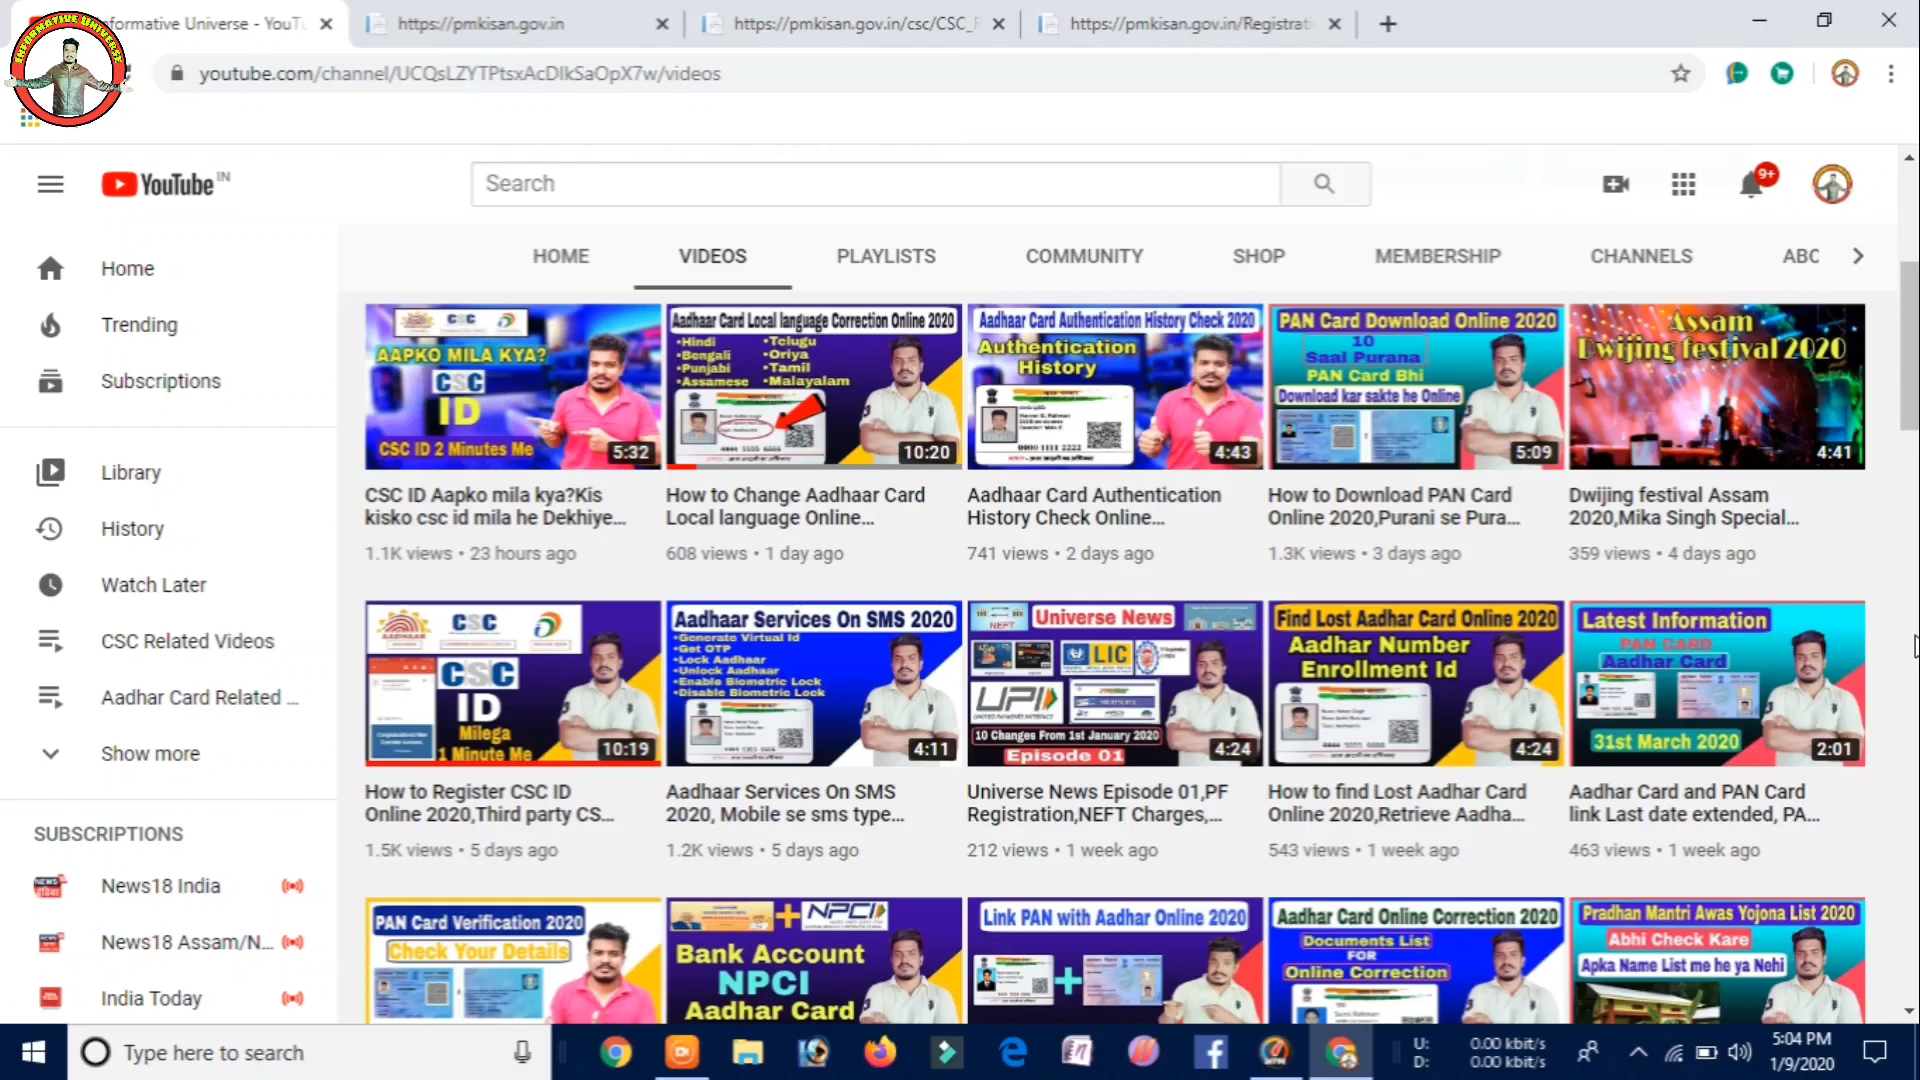 INFORMATIVE UNIVERSE
formative Universe - YouTu
https://pmkisan.gov.in
https://pmkisan.gov.in/csc/CSC_F
https://pmkisan.gov.in/Registrati
youtube.com/channel/UCQsLZYTPtsxAcDIkSaOpX7w/videos
YouTube IN
Search
9+
Home
Trending
Subscriptions
Library
History
Watch Later
CSC Related Videos
Aadhar Card Related ...
Show more
SUBSCRIPTIONS
News18 India
News18 Assam/N...
India Today
HOME VIDEOS PLAYLISTS COMMUNITY SHOP MEMBERSHIP CHANNELS ABC
CSC
AAPKO MILA KYA?
CSC
ID
CSC ID 2 Minutes Me
5:32
Aadhaar Card Local language Correction Online 2020
•Hindi •Telugu
•Bengali •Oriya
•Punjabi •Tamil
•Assamese •Malayalam
10:20
Aadhaar Card Authentication History Check 2020
Authentication
History
0000 1111 2222
4:43
PAN Card Download Online 2020
10
Saal Purana
PAN Card Bhi
Download kar sakte he Online
5:09
Assam
Dwijing festival 2020
4:41
CSC ID Aapko mila kya?Kis
kisko csc id mila he Dekhiye...
1.1K views • 23 hours ago
How to Change Aadhaar Card
Local language Online...
608 views • 1 day ago
Aadhaar Card Authentication
History Check Online...
741 views • 2 days ago
How to Download PAN Card
Online 2020,Purani se Pura...
1.3K views • 3 days ago
Dwijing festival Assam
2020,Mika Singh Special...
359 views • 4 days ago
AADHAAR
CSC
CSC
ID
Milega
1 Minute Me
10:19
Aadhaar Services On SMS 2020
•Generate Virtual Id
•Get OTP
•Lock Aadhaar
•Unlock Aadhaar
•Enable Biometric Lock
•Disable Biometric Lock
4:11
NEFT
Universe News
LIC
UPI
UNIFIED PAYMENTS INTERFACE
10 Changes From 1st January 2020
Episode 01
4:24
Find Lost Aadhar Card Online 2020
Aadhar Number
Enrollment Id
4:24
Latest Information
PAN CARD
Aadhar Card
31st March 2020
2:01
How to Register CSC ID
Online 2020,Third party CS...
1.5K views • 5 days ago
Aadhaar Services On SMS
2020, Mobile se sms type...
1.2K views • 5 days ago
Universe News Episode 01,PF
Registration,NEFT Charges,...
212 views • 1 week ago
How to find Lost Aadhar Card
Online 2020,Retrieve Aadha...
543 views • 1 week ago
Aadhar Card and PAN Card
link Last date extended, PA...
463 views • 1 week ago
PAN Card Verification 2020
Check Your Details
NPCI
Bank Account
NPCI
Aadhar Card
Link PAN with Aadhar Online 2020
Aadhar Card Online Correction 2020
Documents List
FOR
Online Correction
Pradhan Mantri Awas Yojona List 2020
Abhi Check Kare
Apka Name List me he ya Nehi
Type here to search
U: 0.00 kbit/s
D: 0.00 kbit/s
5:04 PM
1/9/2020